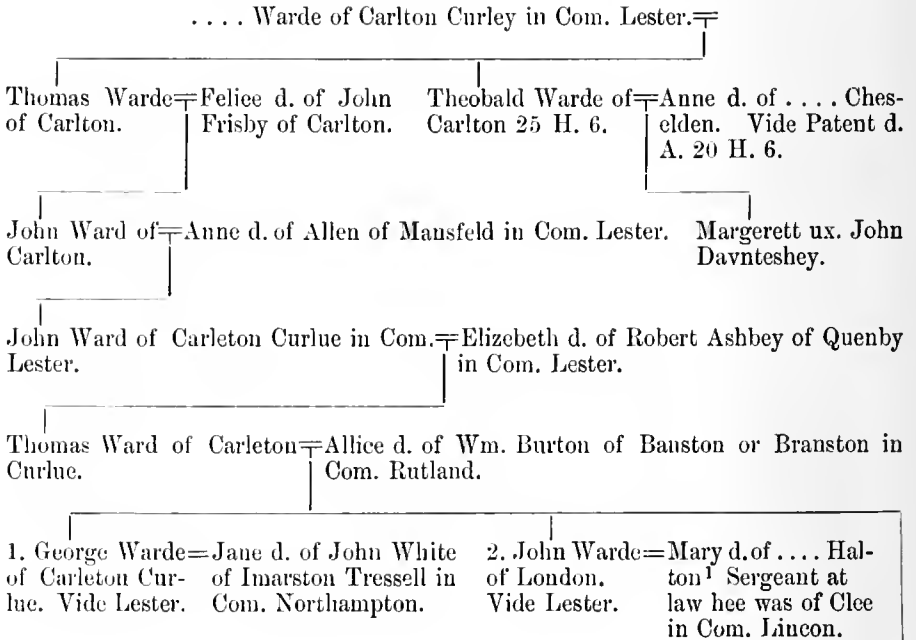 . . . . Warde of Carlton Curley in Com. Lester.
Thomas Warde=Felice d. of John
of Carlton. Frisby of Carlton.
Theobald Warde of=Anne d. of . . . . Ches-
Carlton 25 H. 6. elden. Vide Patent d.
A. 20 H. 6.
John Ward of=Anne d. of Allen of Mansfeld in Com. Lester.
Carlton.
Margerett ux. John
Davnteshey.
John Ward of Carleton Curlue in Com.=Elizebeth d. of Robert Ashbey of Quenby
Lester. in Com. Lester.
Thomas Ward of Carleton=Allice d. of Wm. Burton of Banston or Branston in
Curlue. Com. Rutland.
1. George Warde=Jane d. of John White
of Carleton Cur- of Imarston Tressell in
lue. Vide Lester. Com. Northampton.
2. John Warde=Mary d. of . . . . Hal-
of London. ton¹ Sergeant at
Vide Lester. law hee was of Clee
in Com. Lincon.